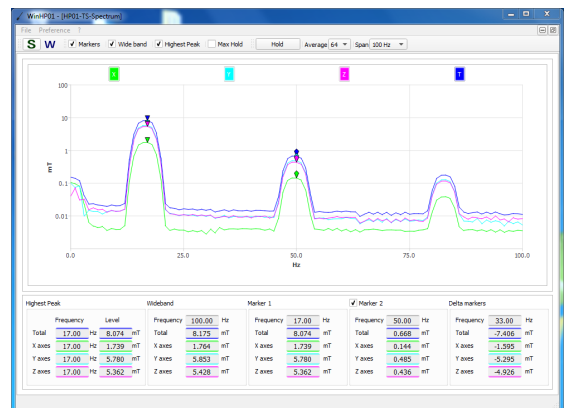 WinHP01 - [HP01-TS-Spectrum]
File Preference ?
S W Markers Wide band Highest Peak Max Hold Hold Average 64 Span 100 Hz
X Y Z T
100
10
1
0.1
0.01
mT
0.0 25.0 50.0 75.0 100.0
Hz
Highest Peak Wideband Marker 1 Marker 2 Delta markers
Frequency Level Frequency 100.00 Hz Frequency 17.00 Hz Frequency 50.00 Hz Frequency 33.00 Hz
Total 17.00 Hz 8.074 mT Total 8.175 mT Total 8.074 mT Total 0.668 mT Total -7.406 mT
X axes 17.00 Hz 1.739 mT X axes 1.764 mT X axes 1.739 mT X axes 0.144 mT X axes -1.595 mT
Y axes 17.00 Hz 5.780 mT Y axes 5.853 mT Y axes 5.780 mT Y axes 0.485 mT Y axes -5.295 mT
Z axes 17.00 Hz 5.362 mT Z axes 5.428 mT Z axes 5.362 mT Z axes 0.436 mT Z axes -4.926 mT